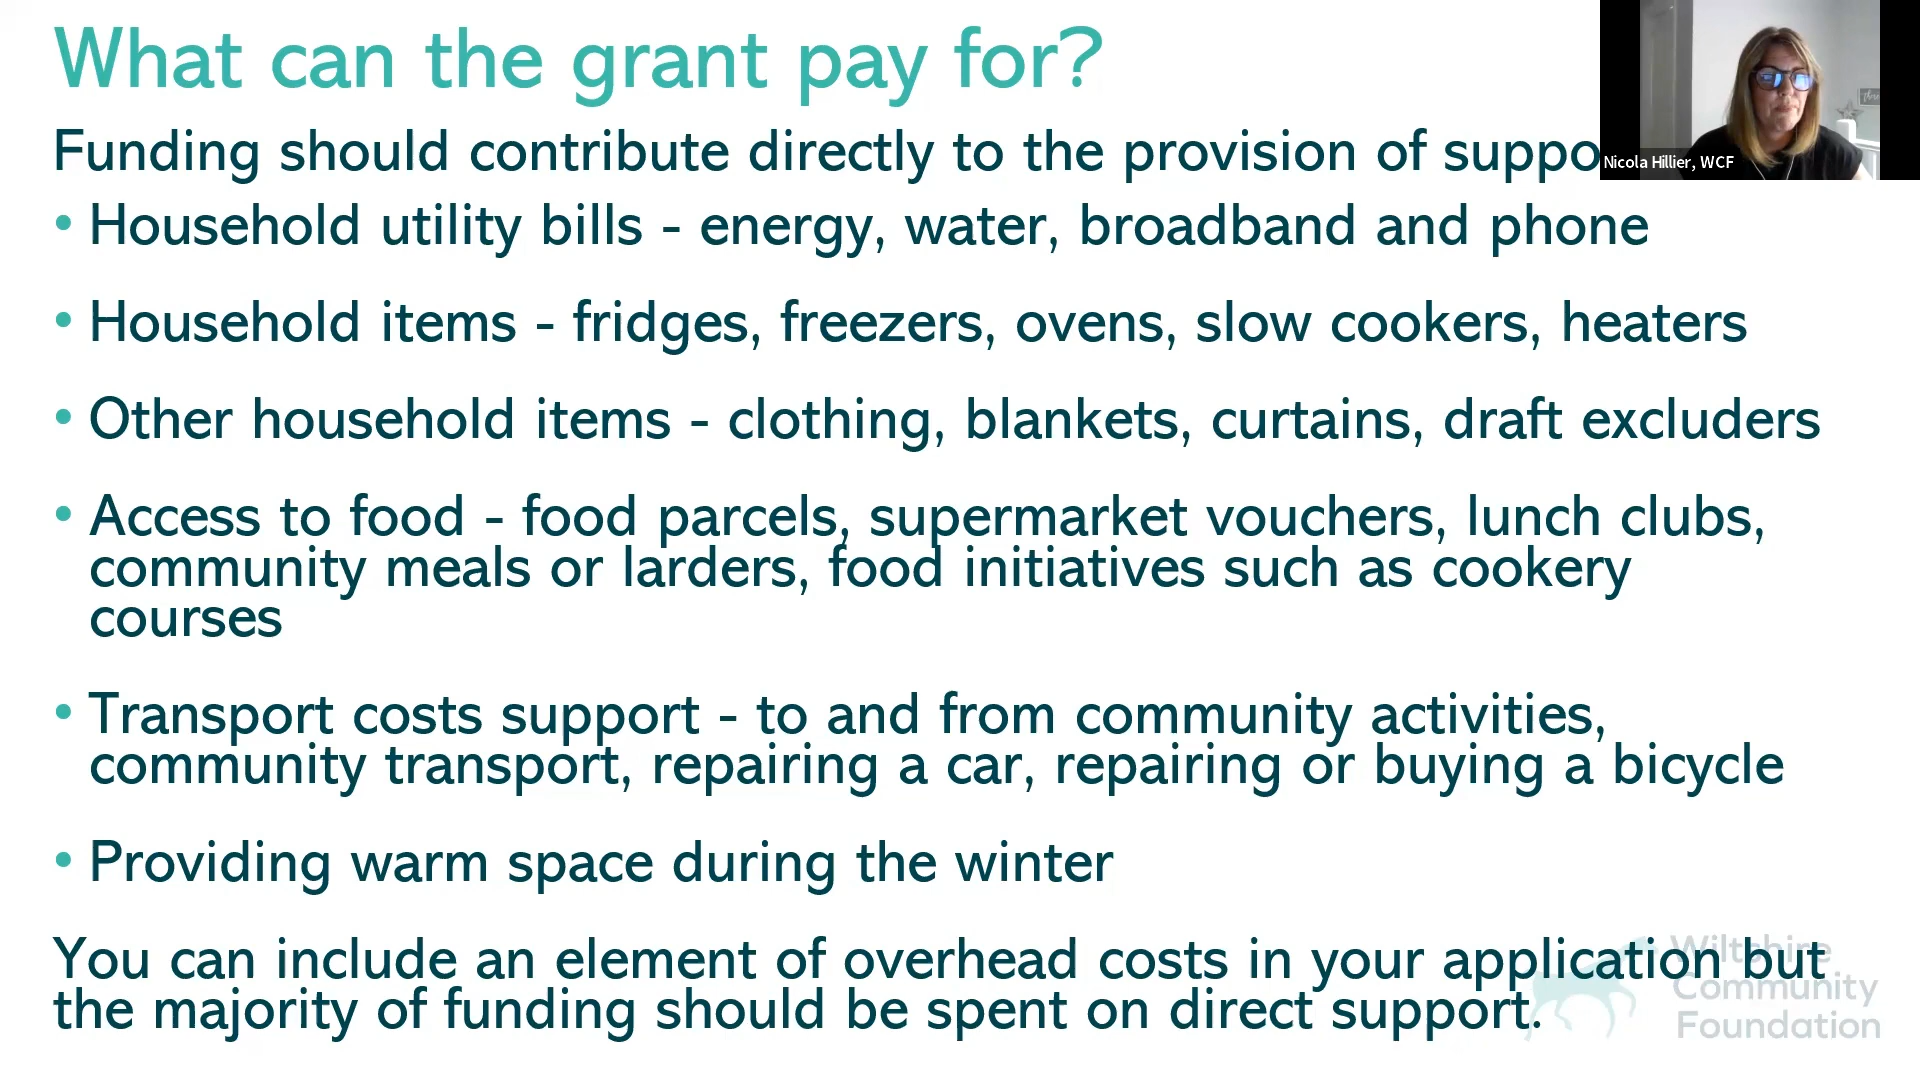 What can the grant pay for?
Funding should contribute directly to the provision of suppo
Nicola Hillier, WCF
• Household utility bills - energy, water, broadband and phone
• Household items - fridges, freezers, ovens, slow cookers, heaters
• Other household items - clothing, blankets, curtains, draft excluders
• Access to food - food parcels, supermarket vouchers, lunch clubs,
community meals or larders, food initiatives such as cookery
courses
• Transport costs support - to and from community activities,
community transport, repairing a car, repairing or buying a bicycle
• Providing warm space during the winter
You can include an element of overhead costs in your application but
the majority of funding should be spent on direct support.
Wiltshire
Community
Foundation